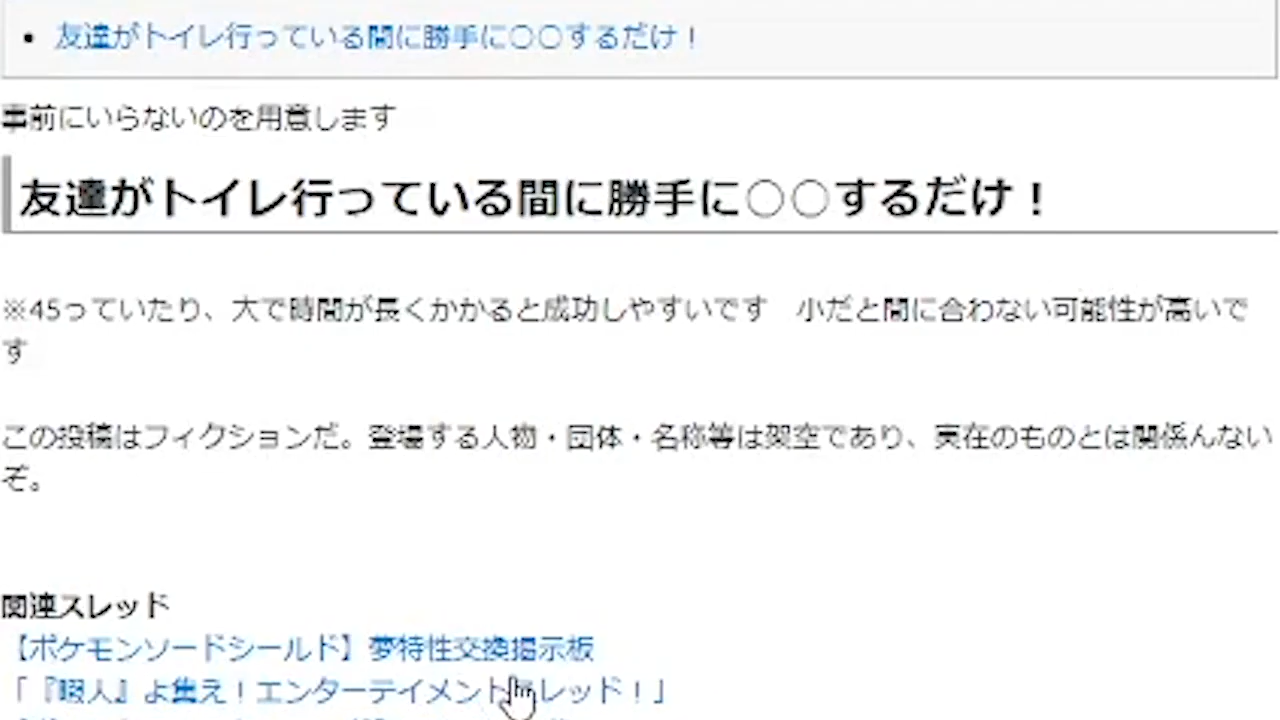 • 友達がトイレ行っている間に勝手に○○するだけ！
事前にいらないのを用意します
友達がトイレ行っている間に勝手に○○するだけ！
※45っていたり、大で時間が長くかかると成功しやすいです　小だと間に合わない可能性が高いで
す
この投稿はフィクションだ。登場する人物・団体・名称等は架空であり、実在のものとは関係んない
ぞ。
関連スレッド
【ポケモンソードシールド】夢特性交換掲示板
「『暇人』よ集え！エンターテイメントスレッド！」